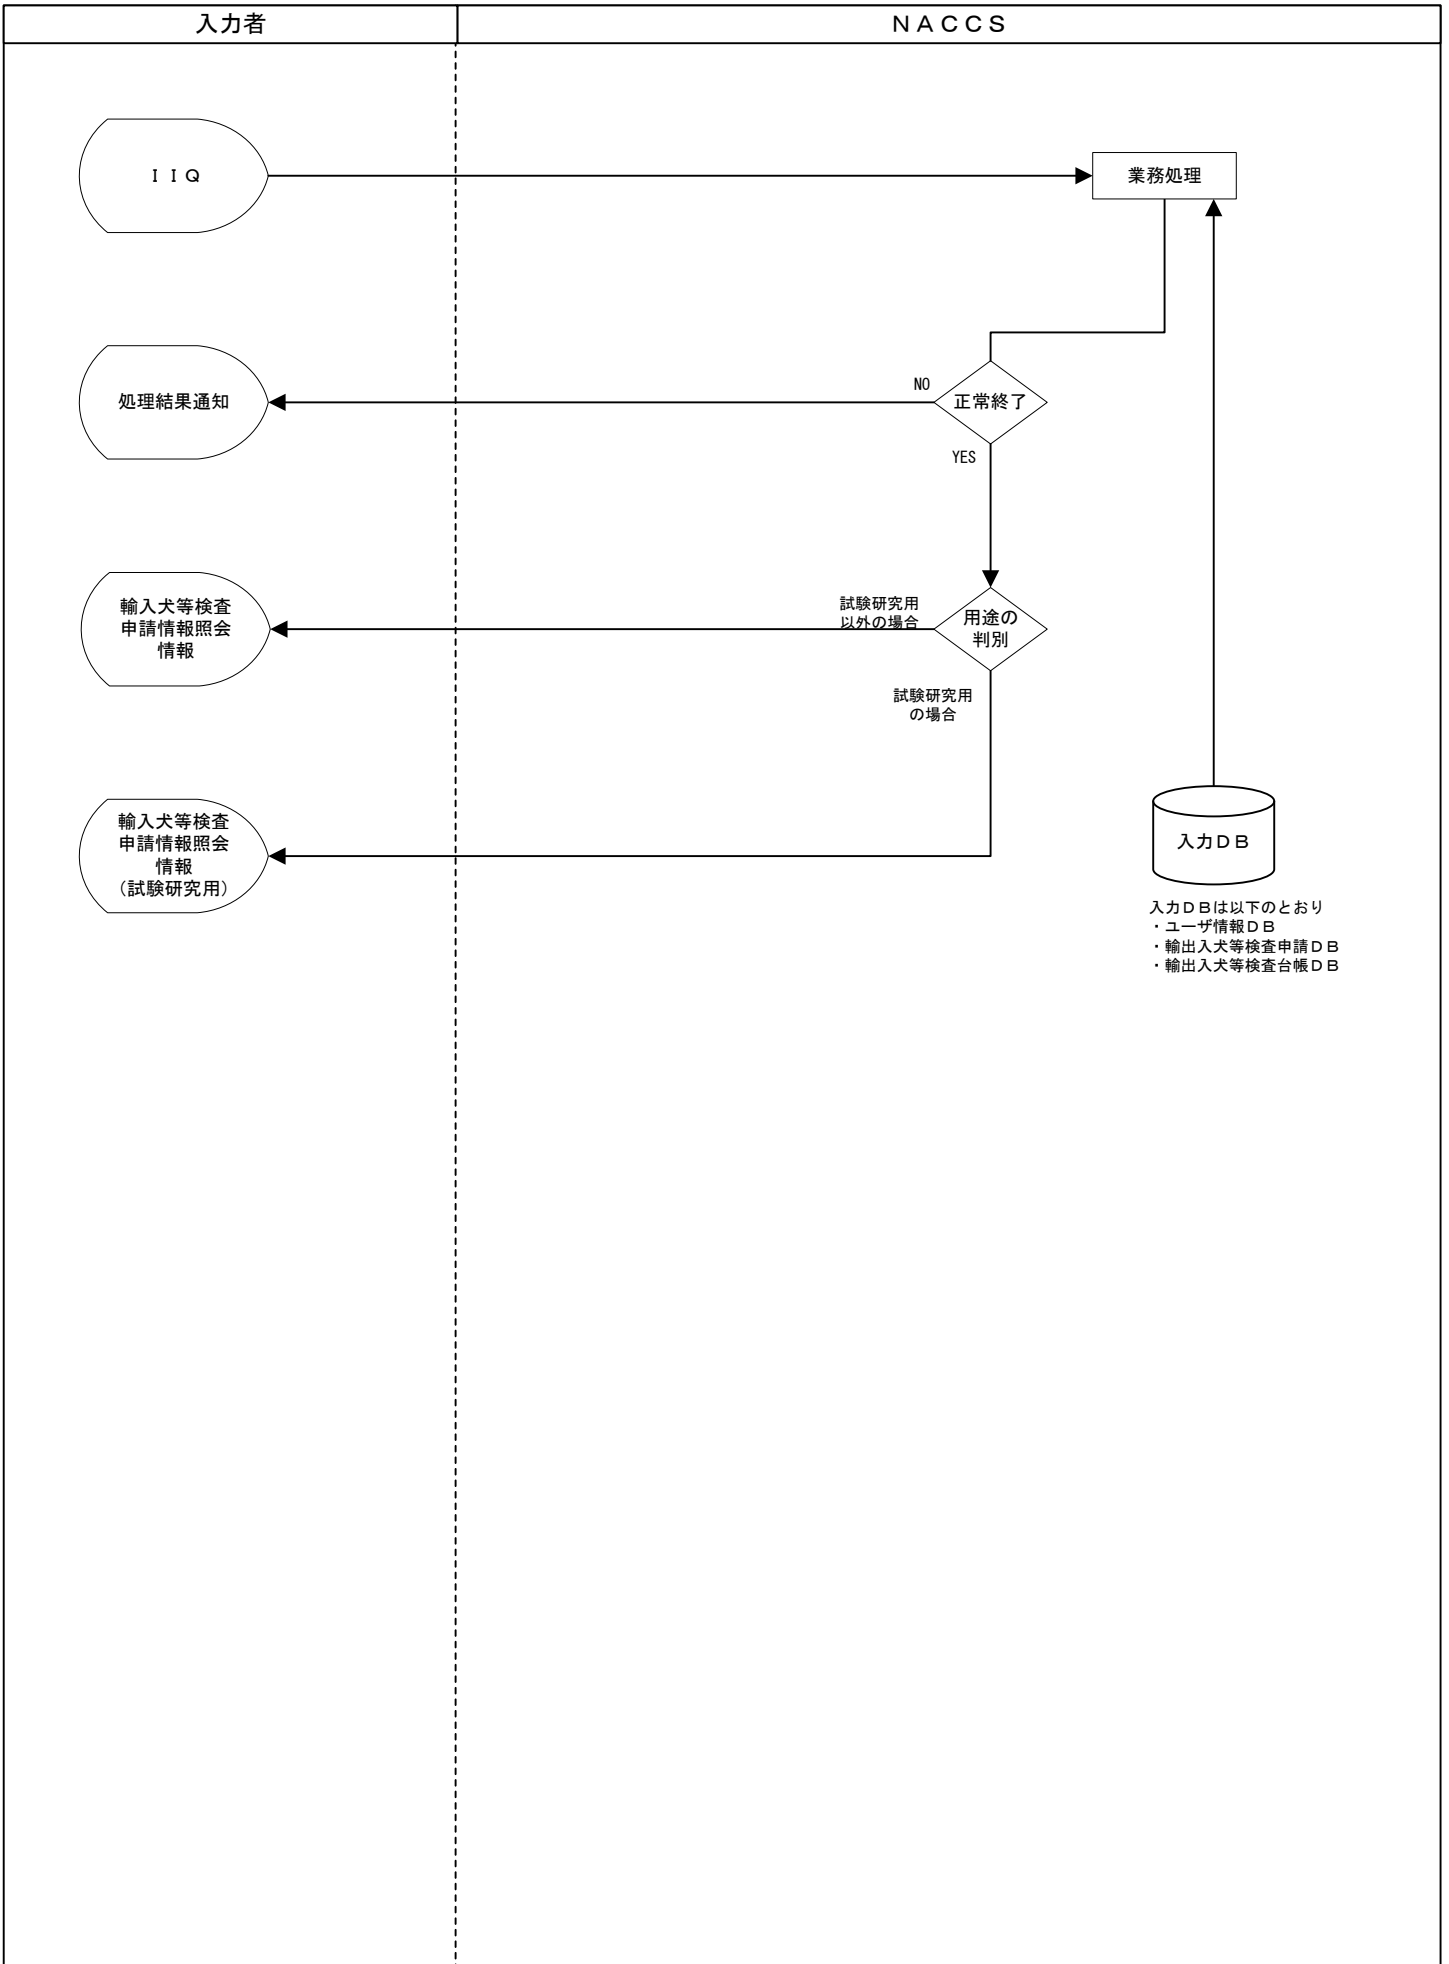 入力者
ＮＡＣＣＳ
ＩＩＱ
業務処理
処理結果通知
NO
正常終了
YES
輸入犬等検査
申請情報照会
情報
試験研究用
以外の場合
用途の
判別
試験研究用
の場合
輸入犬等検査
申請情報照会
情報
（試験研究用）
入力ＤＢ
入力ＤＢは以下のとおり
・ユーザ情報ＤＢ
・輸出入犬等検査申請ＤＢ
・輸出入犬等検査台帳ＤＢ